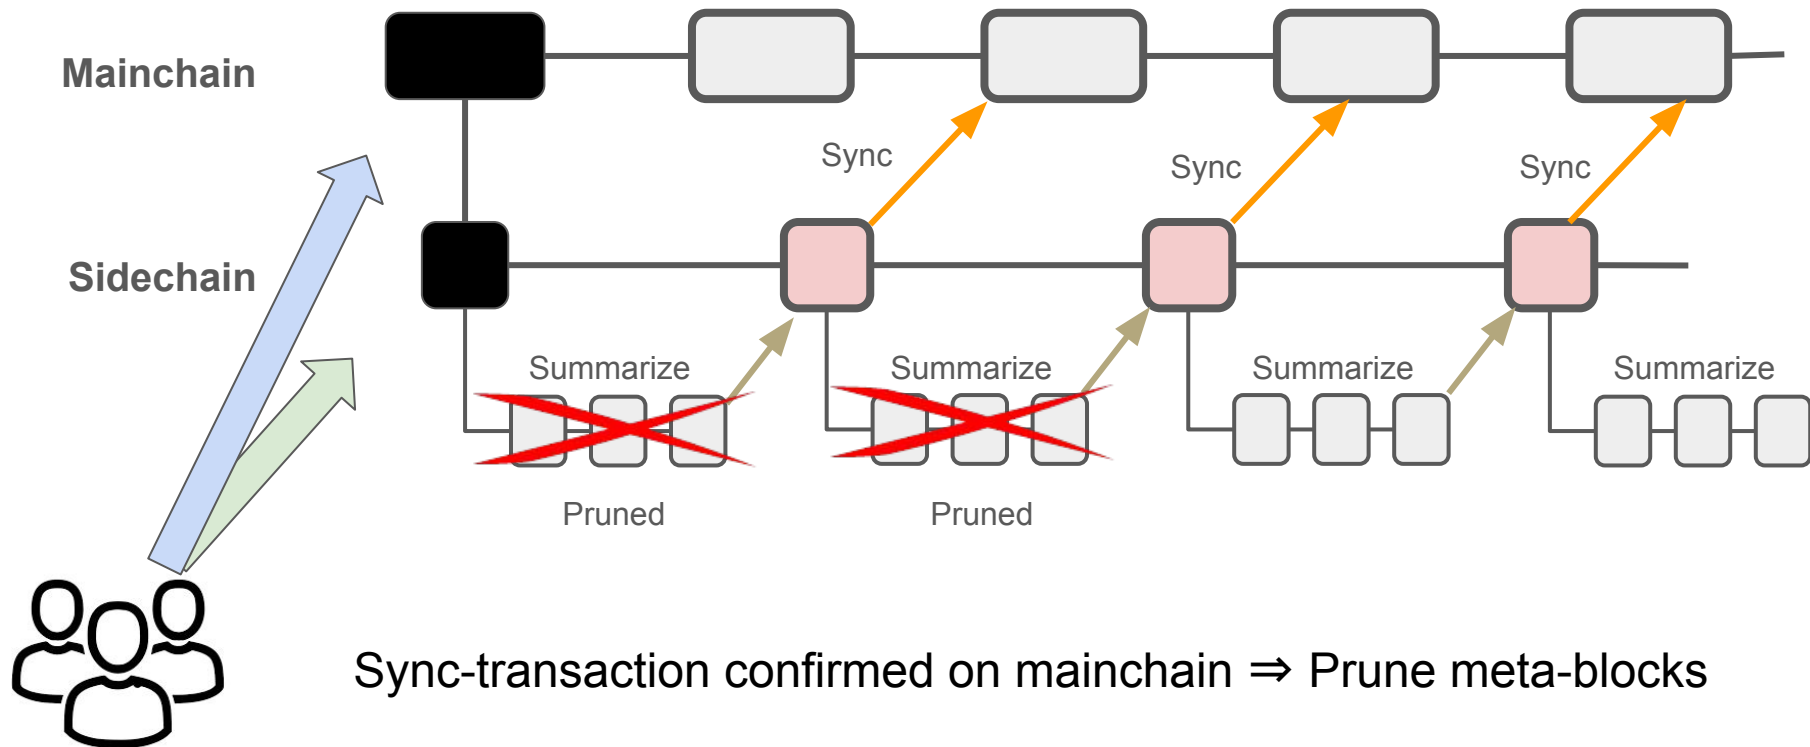 Mainchain
Sync
Sync
Sync
Sidechain
Summarize
Summarize
Summarize
Summarize
Pruned
Pruned
Sync-transaction confirmed on mainchain ⇒ Prune meta-blocks